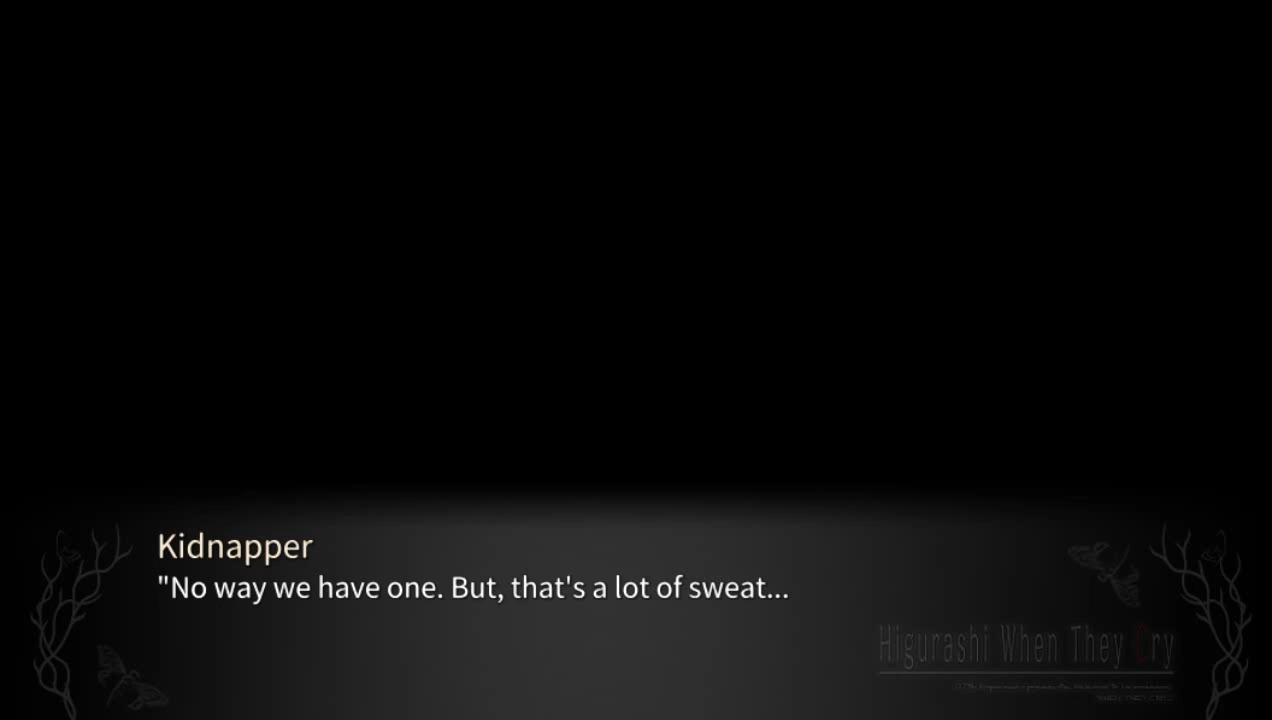 Kidnapper
"No way we have one. But, that's a lot of sweat...
Higurashi When They Cry